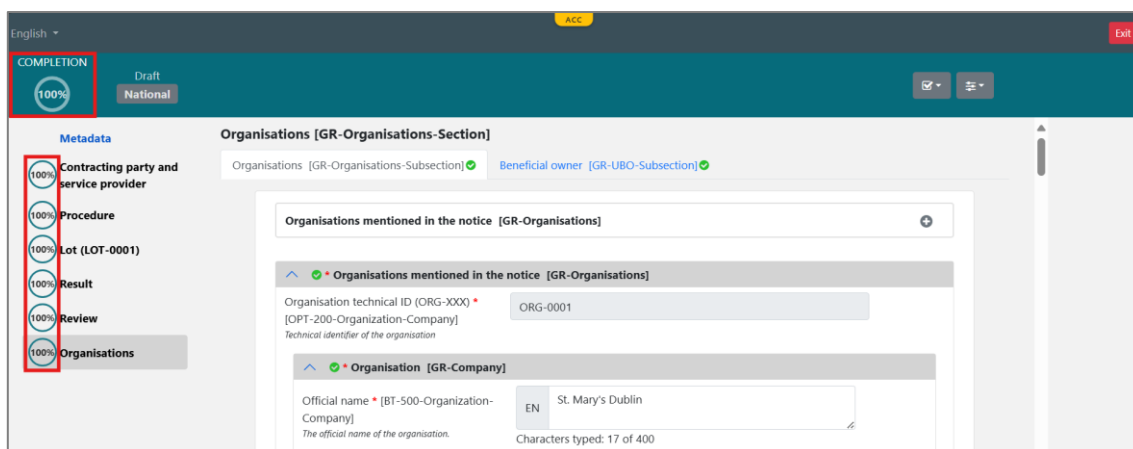 ACC
English
Exit
COMPLETION
100%
Draft
National
Metadata
100% Contracting party and
service provider
100% Procedure
100% Lot (LOT-0001)
100% Result
100% Review
100% Organisations
Organisations [GR-Organisations-Section]
Organisations [GR-Organisations-Subsection]
Beneficial owner [GR-UBO-Subsection]
Organisations mentioned in the notice [GR-Organisations]
* Organisations mentioned in the notice [GR-Organisations]
Organisation technical ID (ORG-XXX) *
[OPT-200-Organization-Company]
Technical identifier of the organisation
ORG-0001
* Organisation [GR-Company]
Official name * [BT-500-Organization-
Company]
The official name of the organisation.
EN
St. Mary's Dublin
Characters typed: 17 of 400